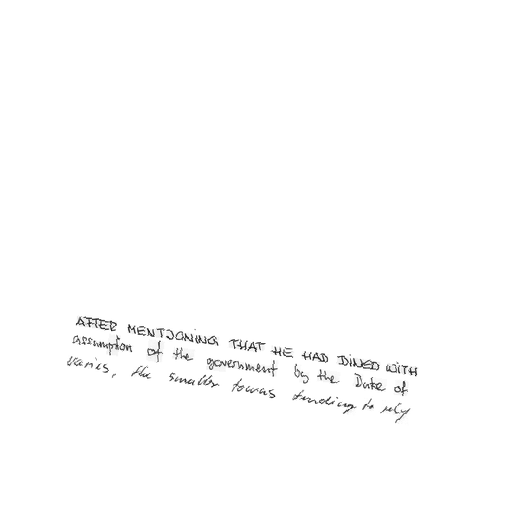 AFTER MENTIONING THAT HE HAD DINED WITH
assumption of the government by the Duke of
varies, the smaller towns tending to rely